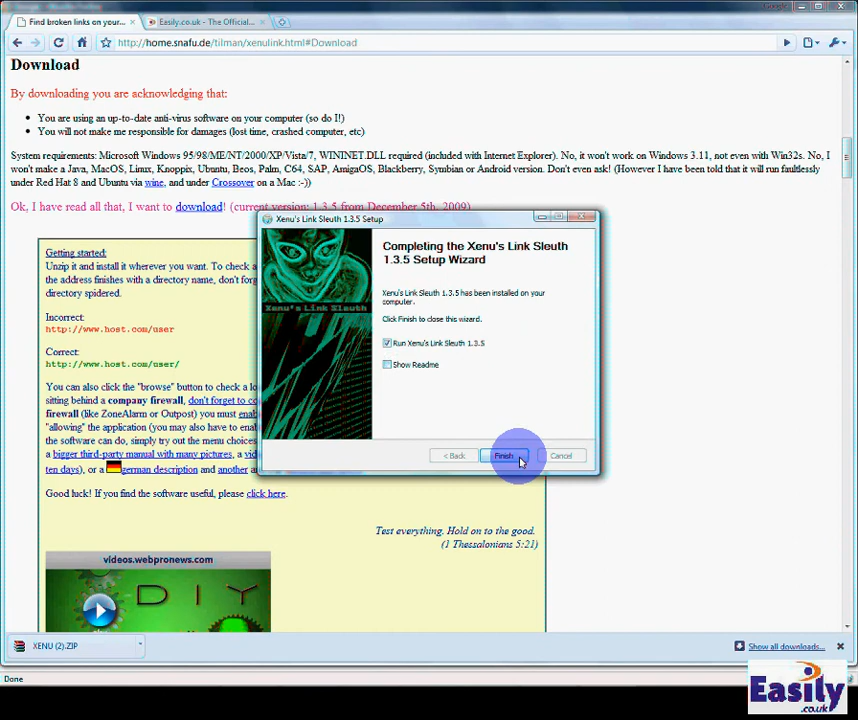 Google
Find broken links on your...
Easily.co.uk - The Official...
http://home.snafu.de/tilman/xenulink.html#Download
Download
By downloading you are acknowledging that:
You are using an up-to-date anti-virus software on your computer (so do I!)
You will not make me responsible for damages (lost time, crashed computer, etc)
System requirements: Microsoft Windows 95/98/ME/NT/2000/XP/Vista/7, WININET.DLL required (included with Internet Explorer). No, it won't work on Windows 3.11, not even with Win32s. No, I
won't make a Java, MacOS, Linux, Knoppix, Ubuntu, Beos, Palm, C64, SAP, AmigaOS, Blackberry, Symbian or Android version. Don't even ask! (However I have been told that it will run faultlessly
under Red Hat 8 and Ubuntu via wine, and under Crossover on a Mac :-))
Ok, I have read all that, I want to download! (current version: 1.3.5 from December 5th, 2009)
Getting started:
Unzip it and install it wherever you want. To check a
the address finishes with a directory name, don't forg
directory spidered.
Incorrect:
http://www.host.com/user
Correct:
http://www.host.com/user/
You can also click the "browse" button to check a lo
sitting behind a company firewall, don't forget to co
firewall (like ZoneAlarm or Outpost) you must enab
"allowing" the application (you may also have to enab
the software can do, simply try out the menu choices
a bigger third-party manual with many pictures, a vi
ten days), or a german description and another a
Good luck! If you find the software useful, please click here.
Test everything. Hold on to the good.
(1 Thessalonians 5:21)
videos.webpronews.com
DIY
Xenu's Link Sleuth 1.3.5 Setup
Xenu's Link Sleuth
Completing the Xenu's Link Sleuth
1.3.5 Setup Wizard
Xenu's Link Sleuth 1.3.5 has been installed on your
computer.
Click Finish to close this wizard.
Run Xenu's Link Sleuth 1.3.5
Show Readme
< Back
Finish
Cancel
XENU (2).ZIP
Show all downloads...
Done
Easily
.co.uk